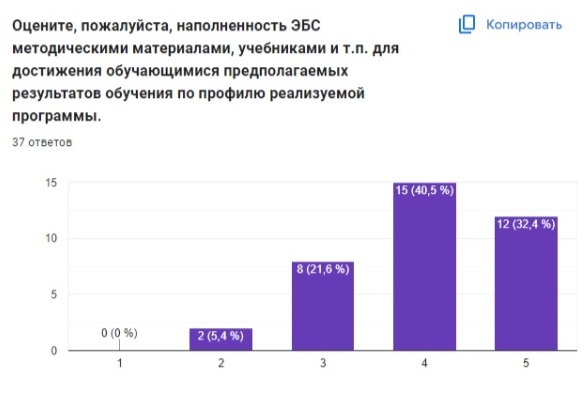 Оцените, пожалуйста, наполненность ЭБС
методическими материалами, учебниками и т.п. для
достижения обучающимися предполагаемых
результатов обучения по профилю реализуемой
программы.
Копировать
37 ответов
15
10
5
0
0 (0 %)
2 (5,4 %)
8 (21,6 %)
15 (40,5 %)
12 (32,4 %)
1
2
3
4
5